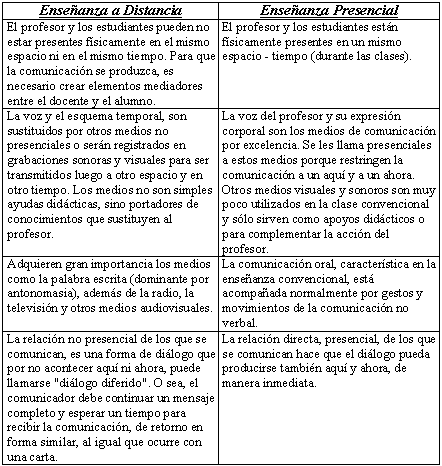 Enseñanza a Distancia
Enseñanza Presencial
El profesor y los estudiantes pueden no
estar presentes físicamente en el mismo
espacio ni en el mismo tiempo. Para que
la comunicación se produzca, es
necesario crear elementos mediadores
entre el docente y el alumno.
El profesor y los estudiantes están
físicamente presentes en un mismo
espacio - tiempo (durante las clases).
La voz y el esquema temporal, son
sustituidos por otros medios no
presenciales o serán registrados en
grabaciones sonoras y visuales para ser
transmitidos luego a otro espacio y en
otro tiempo. Los medios no son simples
ayudas didácticas, sino portadores de
conocimientos que sustituyen al
profesor.
La voz del profesor y su expresión
corporal son los medios de comunicación
por excelencia. Se les llama presenciales
a estos medios porque restringen la
comunicación a un aquí y a un ahora.
Otros medios visuales y sonoros son muy
poco utilizados en la clase convencional
y sólo sirven como apoyos didácticos o
para complementar la acción del
profesor.
Adquieren gran importancia los medios
como la palabra escrita (dominante por
antonomasia), además de la radio, la
televisión y otros medios audiovisuales.
La comunicación oral, característica en la
enseñanza convencional, está
acompañada normalmente por gestos y
movimientos de la comunicación no
verbal.
La relación no presencial de los que se
comunican, es una forma de diálogo que
por no acontecer aquí ni ahora, puede
llamarse "diálogo diferido". O sea, el
comunicador debe continuar un mensaje
completo y esperar un tiempo para
recibir la comunicación, de retorno en
forma similar, al igual que ocurre con
una carta.
La relación directa, presencial, de los que
se comunican hace que el diálogo pueda
producirse también aquí y ahora, de
manera inmediata.